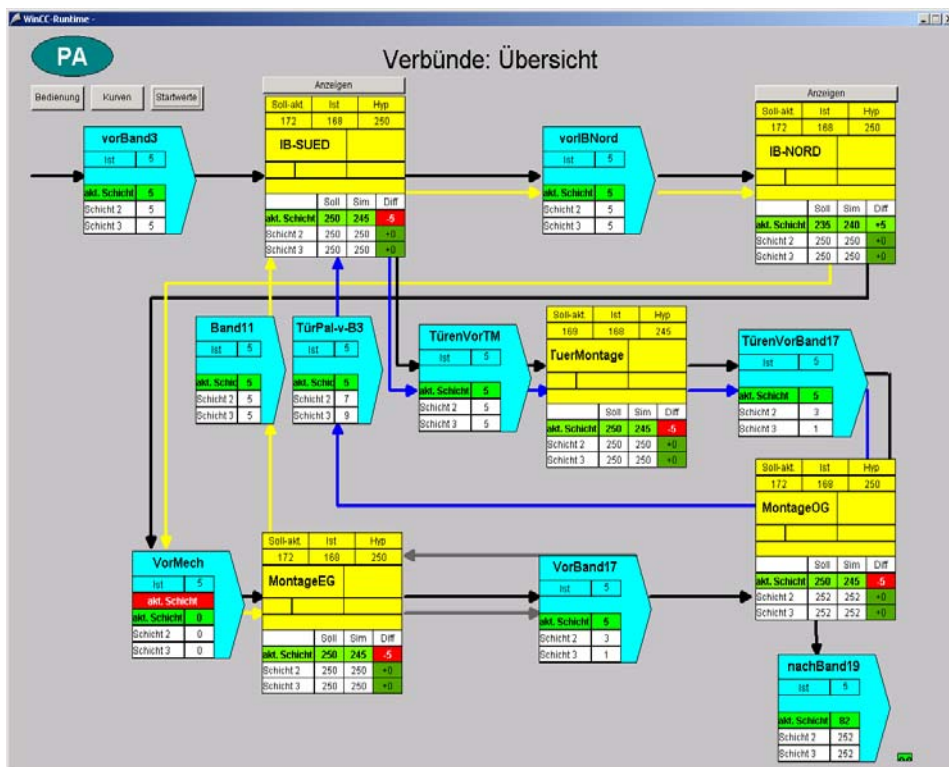 WinCC-Runtime -
PA
Verbünde: Übersicht
Bedienung Kurven Startwerte
Anzeigen
Soll-akt. Ist Hyp
172 168 250
IB-SUED
Soll Sim Diff
akt. Schicht 250 245 -5
Schicht 2 250 250 +0
Schicht 3 250 250 +0
Anzeigen
Soll-akt. Ist Hyp
172 168 250
IB-NORD
Soll Sim Diff
akt. Schicht 235 240 +5
Schicht 2 250 250 +0
Schicht 3 250 250 +0
vorBand3
Ist 5
akt. Schicht 5
Schicht 2 5
Schicht 3 5
vorIBNord
Ist 5
akt. Schicht 5
Schicht 2 5
Schicht 3 5
Band11
Ist 5
akt. Schic 5
Schicht 2 5
Schicht 3 5
TürPal-v-B3
Ist 5
akt. Schic 5
Schicht 2 7
Schicht 3 9
TürenVorTM
Ist 5
akt. Schicht 5
Schicht 2 5
Schicht 3 5
Soll-akt. Ist Hyp
169 168 245
TuerMontage
Soll Sim Diff
akt. Schicht 250 245 -5
Schicht 2 250 250 +0
Schicht 3 250 250 +0
TürenVorBand17
Ist 5
akt. Schicht 5
Schicht 2 3
Schicht 3 1
Soll-akt. Ist Hyp
172 168 250
MontageOG
Soll Sim Diff
akt. Schicht 250 245 -5
Schicht 2 252 252 +0
Schicht 3 252 252 +0
VorMech
Ist 5
akt. Schicht
akt. Schicht 0
Schicht 2 0
Schicht 3 0
Soll-akt. Ist Hyp
172 168 250
MontageEG
Soll Sim Diff
akt. Schicht 250 245 -5
Schicht 2 250 250 +0
Schicht 3 250 250 +0
VorBand17
Ist 5
akt. Schicht 5
Schicht 2 3
Schicht 3 1
nachBand19
Ist 5
akt. Schicht 82
Schicht 2 252
Schicht 3 252